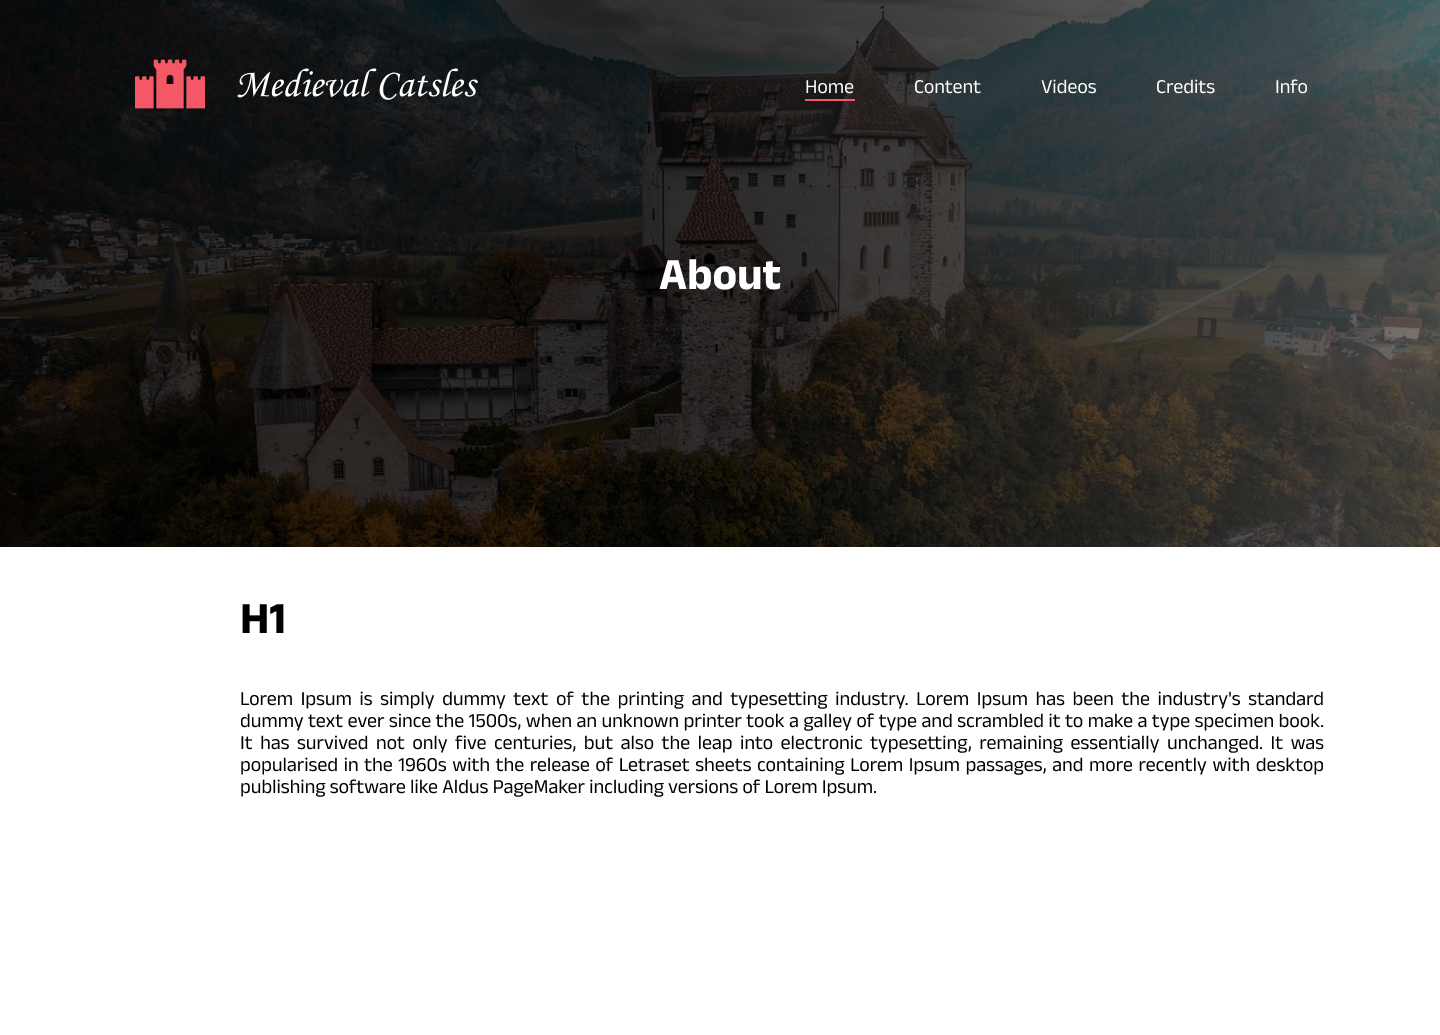 Medieval Catsles
Home Content Videos Credits Info
About
H1
Lorem Ipsum is simply dummy text of the printing and typesetting industry. Lorem Ipsum has been the industry's standard
dummy text ever since the 1500s, when an unknown printer took a galley of type and scrambled it to make a type specimen book.
It has survived not only five centuries, but also the leap into electronic typesetting, remaining essentially unchanged. It was
popularised in the 1960s with the release of Letraset sheets containing Lorem Ipsum passages, and more recently with desktop
publishing software like Aldus PageMaker including versions of Lorem Ipsum.